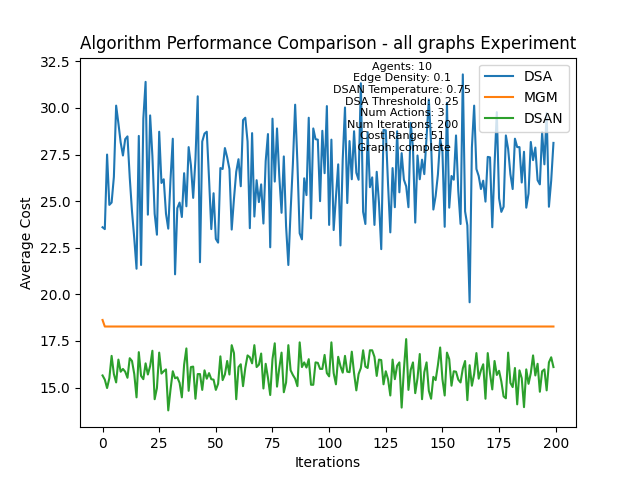 Algorithm Performance Comparison - all graphs Experiment
32.5
30.0
27.5
25.0
22.5
20.0
17.5
15.0
Average Cost
Agents: 10
Edge Density: 0.1
DSAN Temperature: 0.75
DSA Threshold: 0.25
Num Actions: 3
Num Iterations: 200
Cost Range: 51
Graph: complete
DSA
MGM
DSAN
0
25
50
75
100
125
150
175
200
Iterations